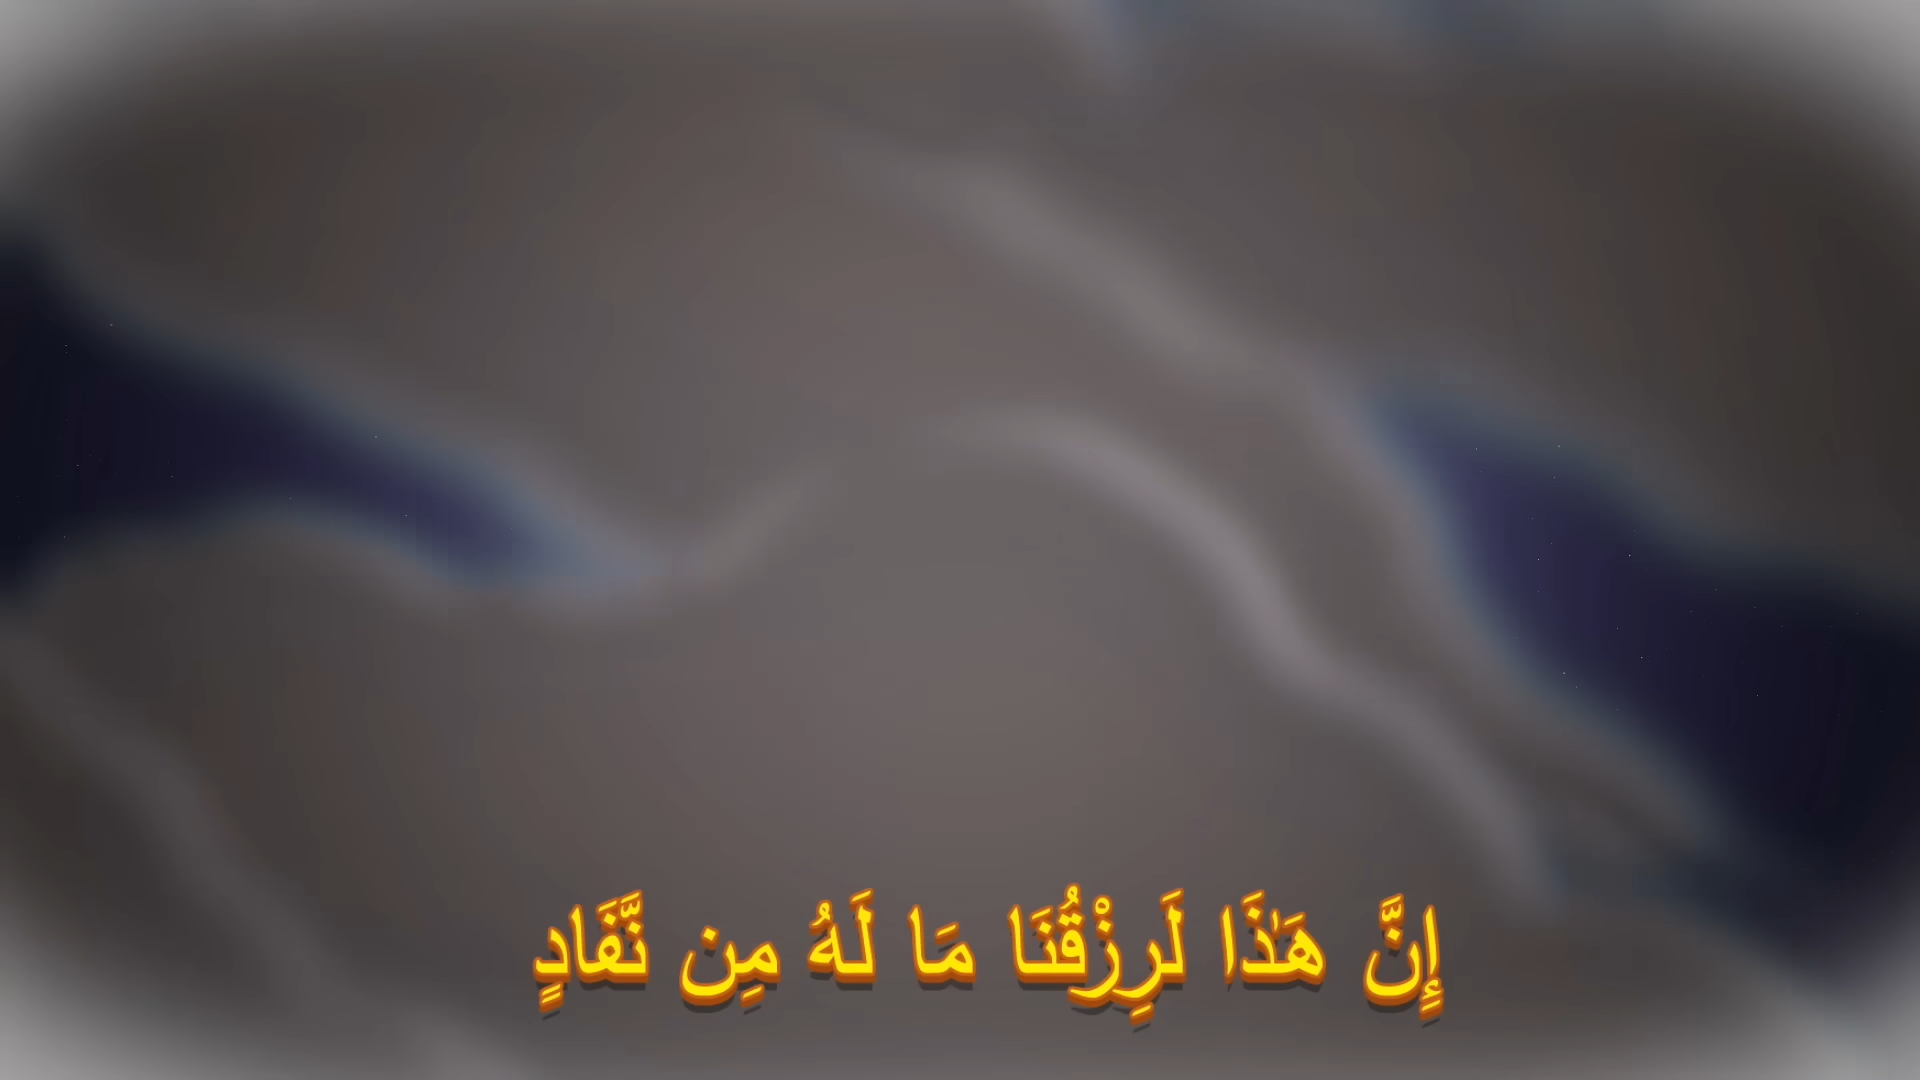 إِنَّ هَٰذَا لَرِزْقُنَا مَا لَهُ مِن نَّفَادٍ